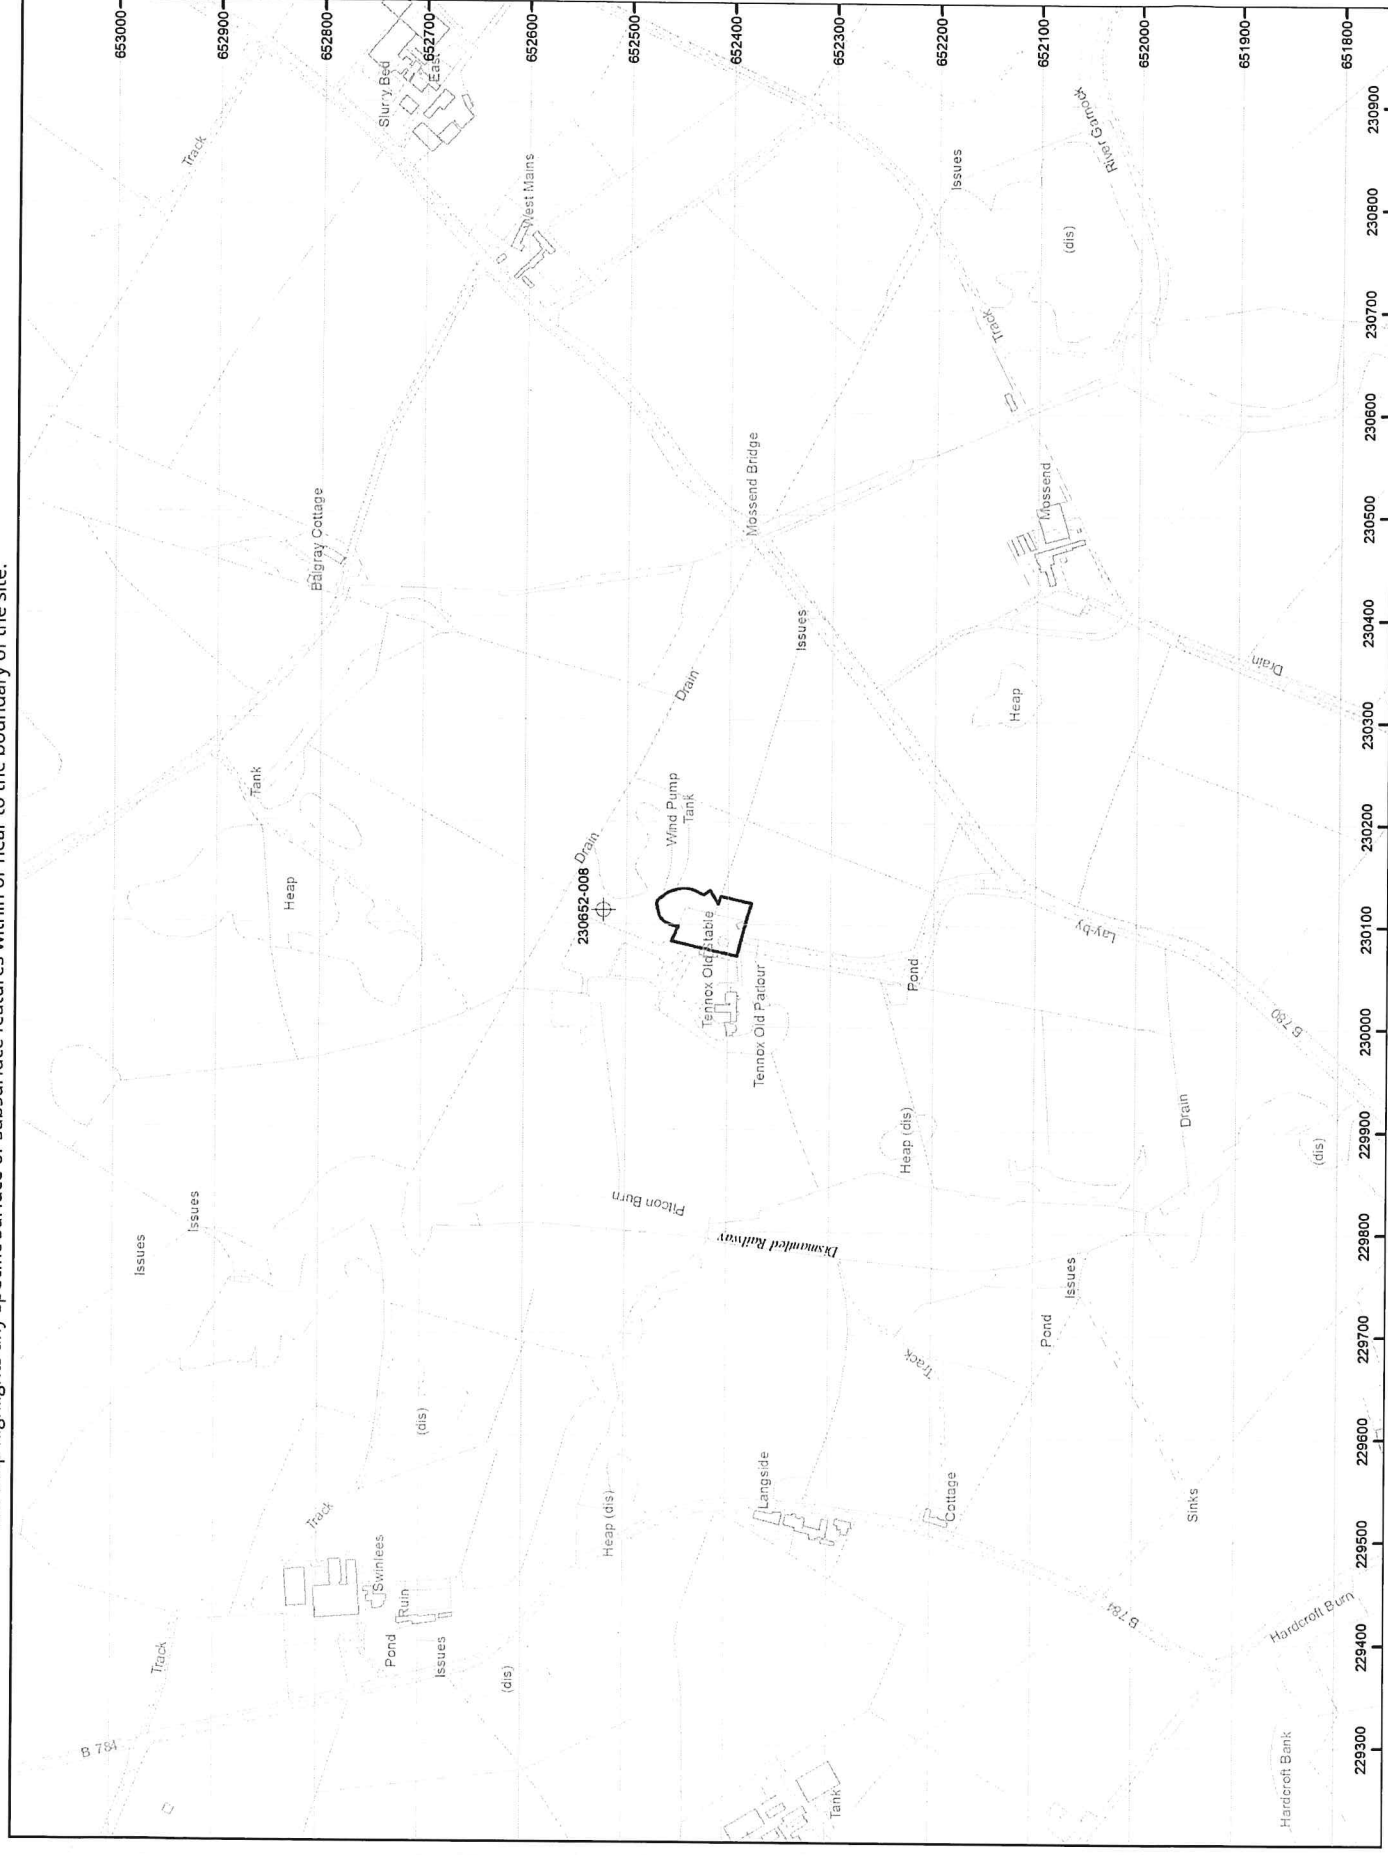 653000
652900
652800
652700
652600
652500
652400
652300
652200
652100
652000
651900
651800
Slurry Bed
East
Track
West Mains
Issues
River Garnock
(dis)
Track
Balgray Cottage
Mossend Bridge
Mossend
Issues
Drain
Drain
Heap
Tank
Wind Pump
Tank
Drain
Heap
230652-008
Tennox Old Stable
Tennox Old Parlour
Pond
Lay-by
B 780
Heap (dis)
Drain
(dis)
Pitcon Burn
Dismantled Railway
Issues
Issues
Issues
Pond
Track
(dis)
Langside
Cottage
Heap (dis)
Sinks
Track
Swinlees
Ruin
Pond
Issues
(dis)
Track
B 784
B 781
Hardcroft Burn
Hardcroft Bank
Tank
229300
229400
229500
229600
229700
229800
229900
230000
230100
230200
230300
230400
230500
230600
230700
230800
230900